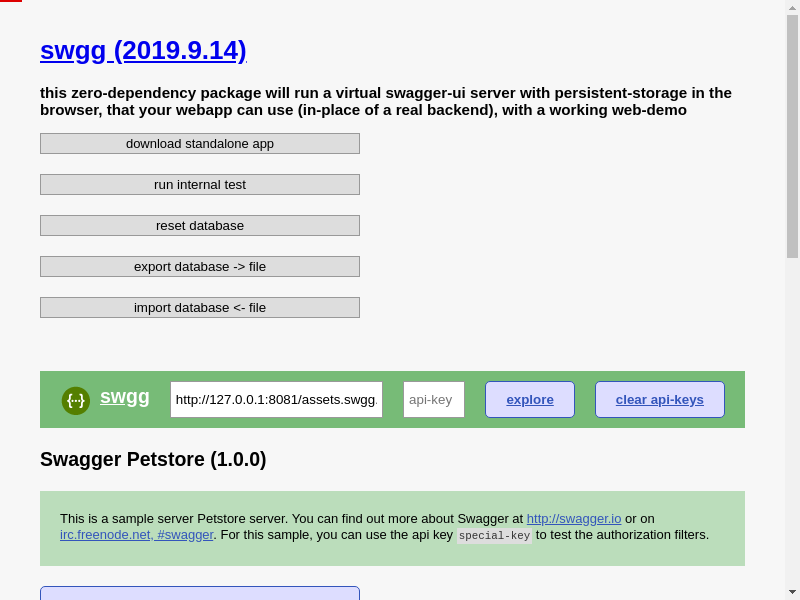 swgg (2019.9.14)
this zero-dependency package will run a virtual swagger-ui server with persistent-storage in the
browser, that your webapp can use (in-place of a real backend), with a working web-demo
download standalone app
run internal test
reset database
export database -> file
import database <- file
{···} swgg http://127.0.0.1:8081/assets.swgg. api-key explore clear api-keys
Swagger Petstore (1.0.0)
This is a sample server Petstore server. You can find out more about Swagger at http://swagger.io or on
irc.freenode.net, #swagger. For this sample, you can use the api key special-key to test the authorization filters.